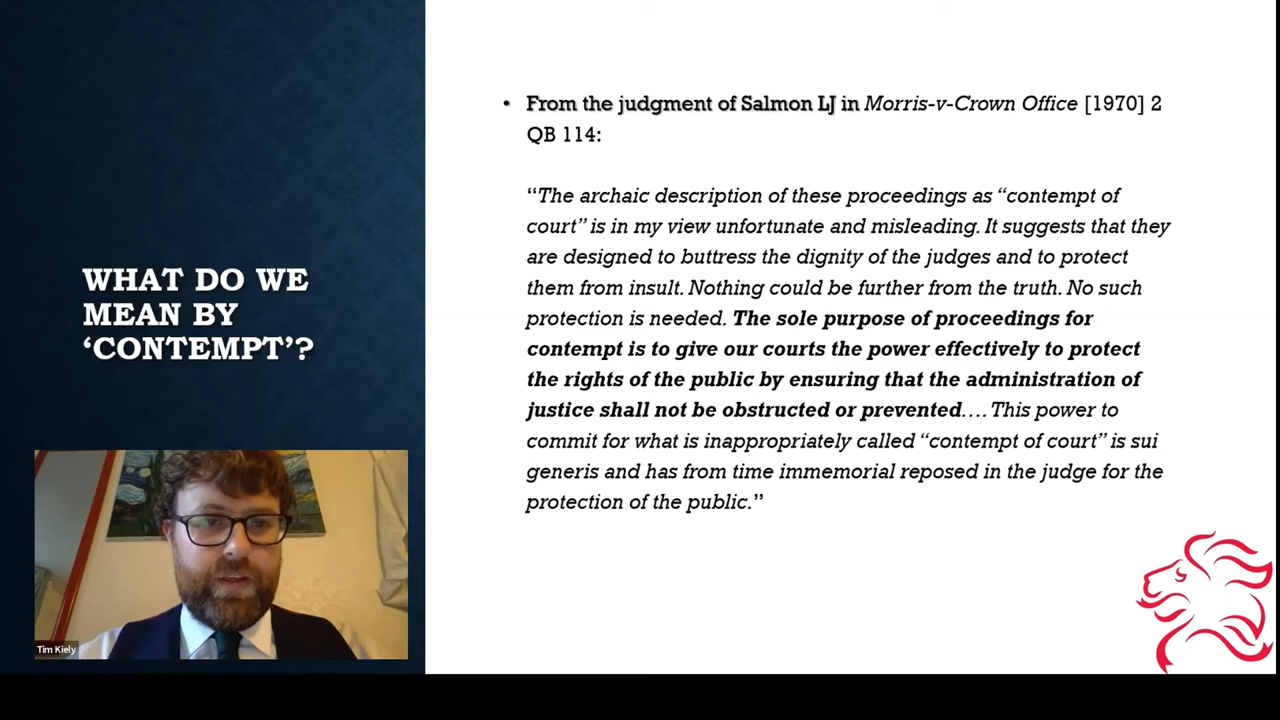 WHAT DO WE
MEAN BY
‘CONTEMPT’?
Tim Kiely
• From the judgment of Salmon LJ in Morris-v-Crown Office [1970] 2
QB 114:
“The archaic description of these proceedings as “contempt of
court” is in my view unfortunate and misleading. It suggests that they
are designed to buttress the dignity of the judges and to protect
them from insult. Nothing could be further from the truth. No such
protection is needed. The sole purpose of proceedings for
contempt is to give our courts the power effectively to protect
the rights of the public by ensuring that the administration of
justice shall not be obstructed or prevented…. This power to
commit for what is inappropriately called “contempt of court” is sui
generis and has from time immemorial reposed in the judge for the
protection of the public.”